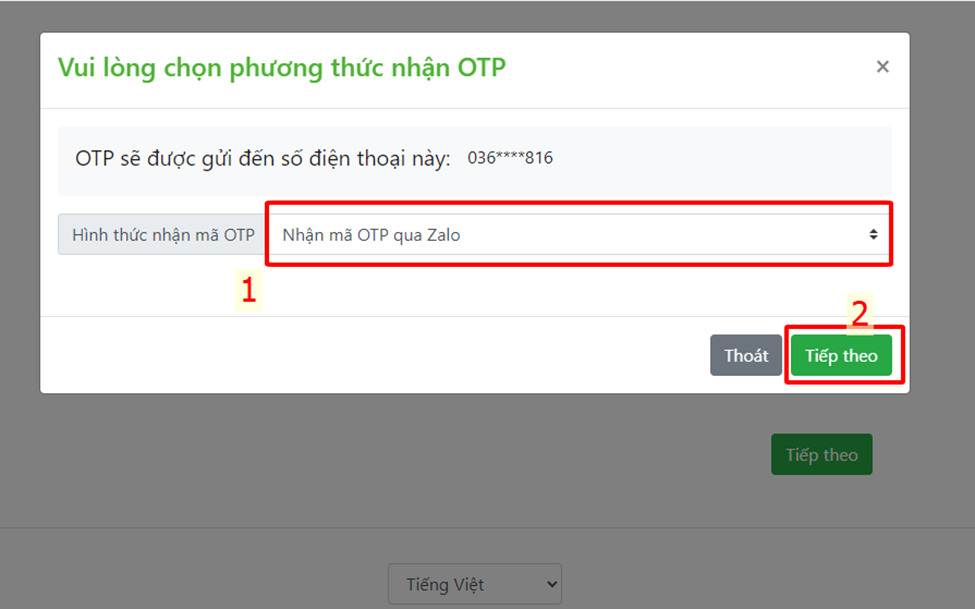 Vui lòng chọn phương thức nhận OTP
×
OTP sẽ được gửi đến số điện thoại này: 036****816
Hình thức nhận mã OTP Nhận mã OTP qua Zalo
1
2
Thoát Tiếp theo
Tiếp theo
Tiếng Việt